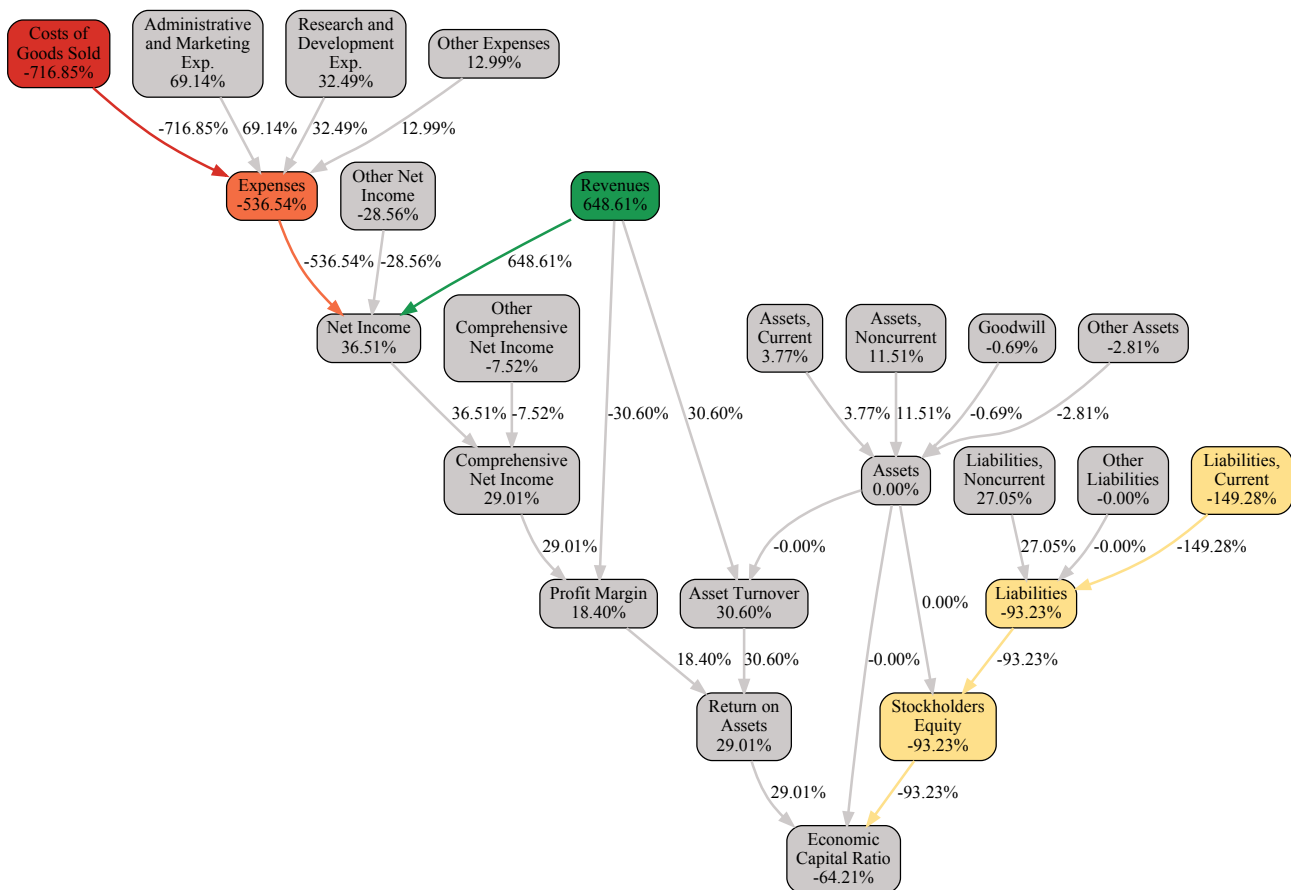 Costs of
Goods Sold
-716.85%
Administrative
and Marketing
Exp.
69.14%
Research and
Development
Exp.
32.49%
Other Expenses
12.99%
-716.85%
69.14%
32.49%
12.99%
Expenses
-536.54%
Other Net
Income
-28.56%
Revenues
648.61%
-536.54%
-28.56%
648.61%
Net Income
36.51%
Other
Comprehensive
Net Income
-7.52%
Assets,
Current
3.77%
Assets,
Noncurrent
11.51%
Goodwill
-0.69%
Other Assets
-2.81%
36.51%
-7.52%
-30.60%
30.60%
3.77%
11.51%
-0.69%
-2.81%
Comprehensive
Net Income
29.01%
Assets
0.00%
Liabilities,
Noncurrent
27.05%
Other
Liabilities
-0.00%
Liabilities,
Current
-149.28%
29.01%
-0.00%
27.05%
-0.00%
-149.28%
Profit Margin
18.40%
Asset Turnover
30.60%
0.00%
Liabilities
-93.23%
18.40%
30.60%
-0.00%
-93.23%
Return on
Assets
29.01%
Stockholders
Equity
-93.23%
29.01%
-93.23%
Economic
Capital Ratio
-64.21%